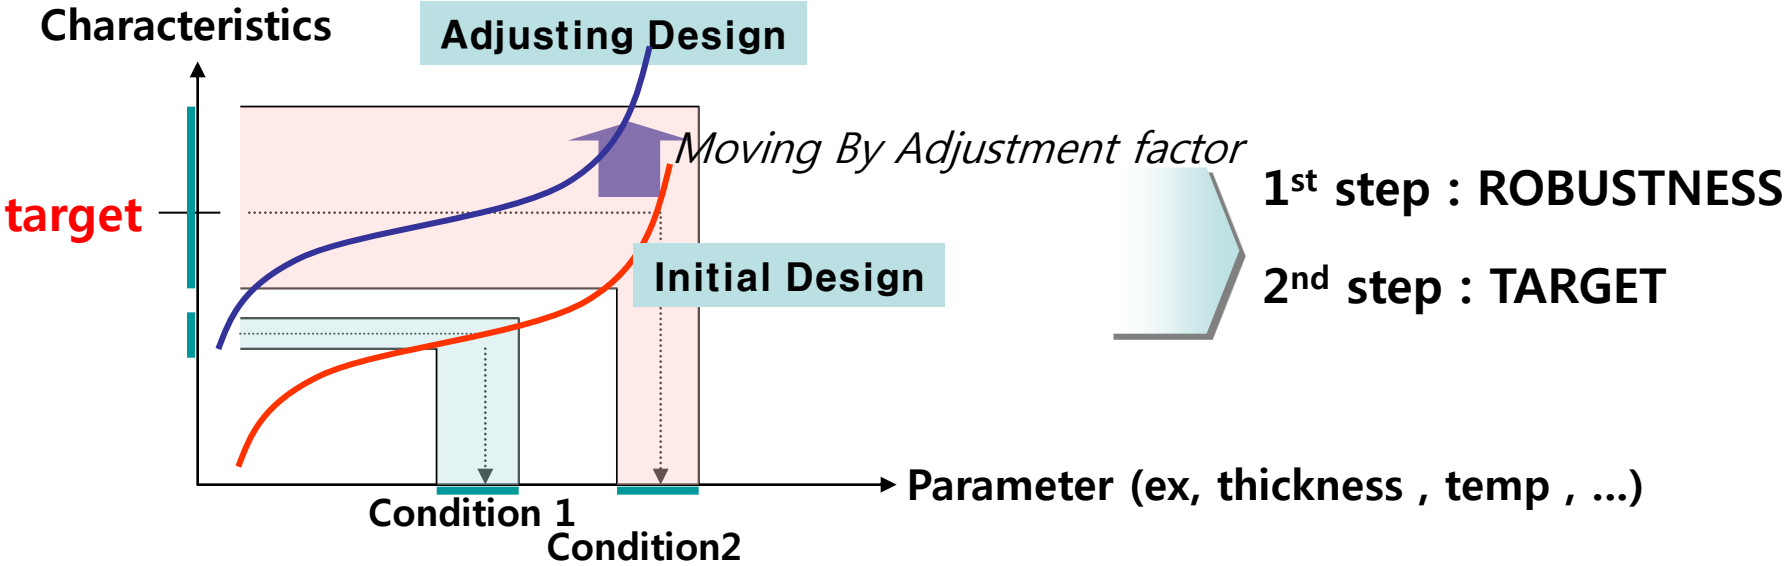 Characteristics
Adjusting Design
Moving By Adjustment factor
1st step : ROBUSTNESS
target
Initial Design
2nd step : TARGET
Parameter (ex, thickness , temp , ...)
Condition 1
Condition2